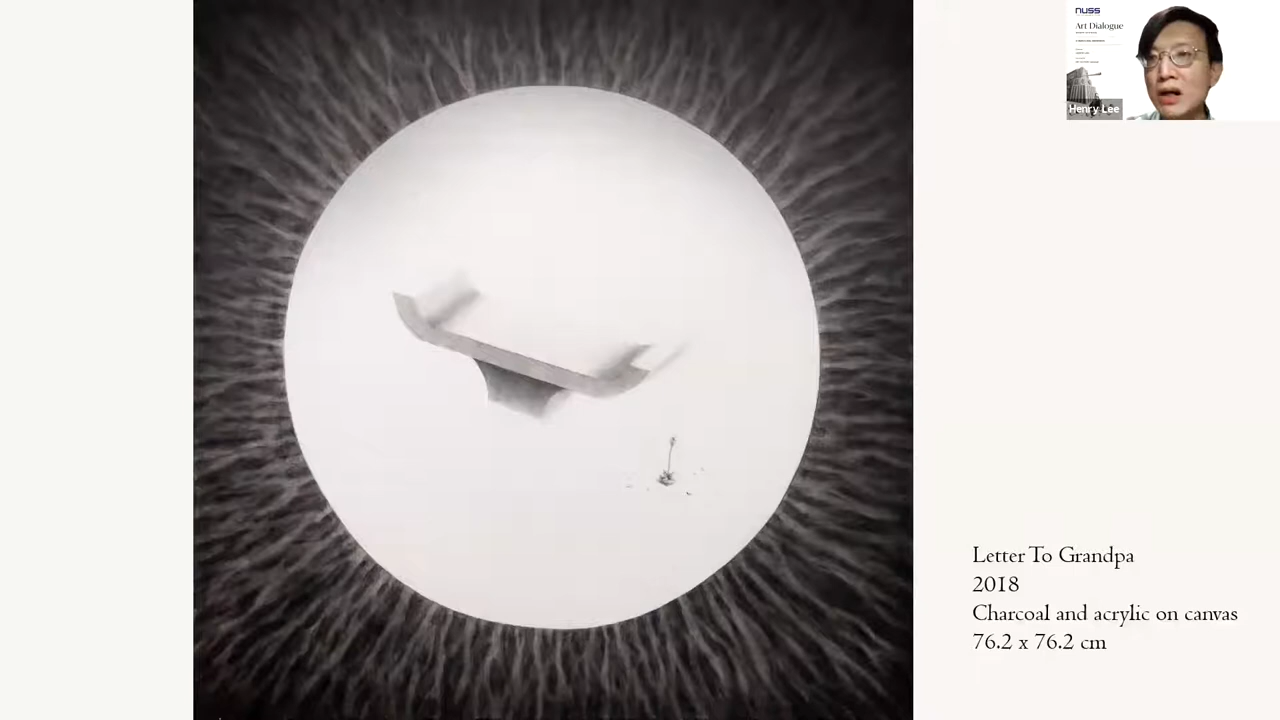 nuss
Art Dialogue
Henry Lee
Letter To Grandpa
2018
Charcoal and acrylic on canvas
76.2 x 76.2 cm